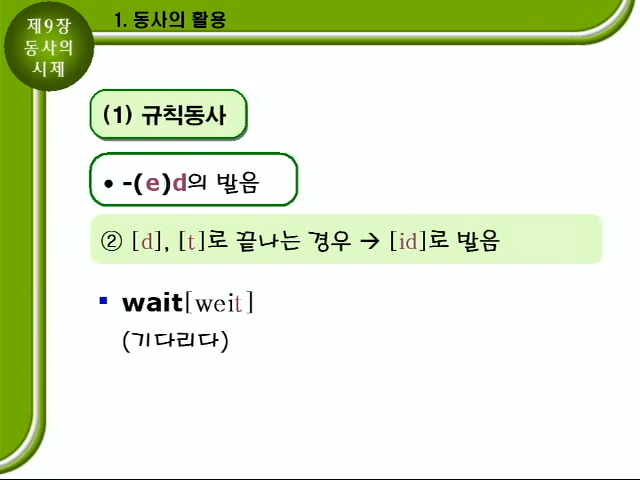 제9장
동사의
시제
1. 동사의 활용
(1) 규칙동사
• -(e)d의 발음
② [d], [t]로 끝나는 경우 → [id]로 발음
▪ wait[weit]
(기다리다)